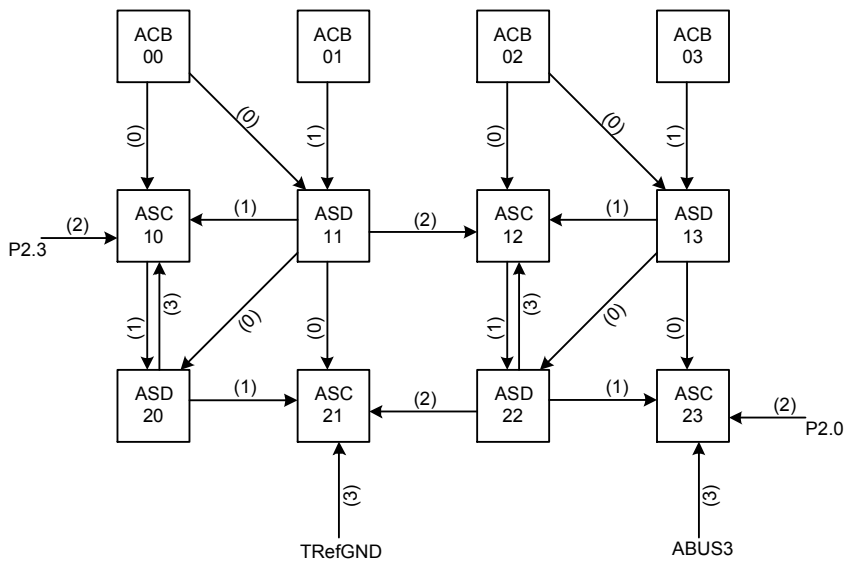 ACB
00
ACB
01
ACB
02
ACB
03
(0)
(0)
(1)
(0)
(0)
(1)
P2.3
(2)
ASC
10
(1)
ASD
11
(2)
ASC
12
(1)
ASD
13
(1)
(3)
(0)
(0)
(1)
(3)
(0)
(0)
ASD
20
(1)
ASC
21
(2)
ASD
22
(1)
ASC
23
(2)
P2.0
(3)
(3)
TRefGND
ABUS3